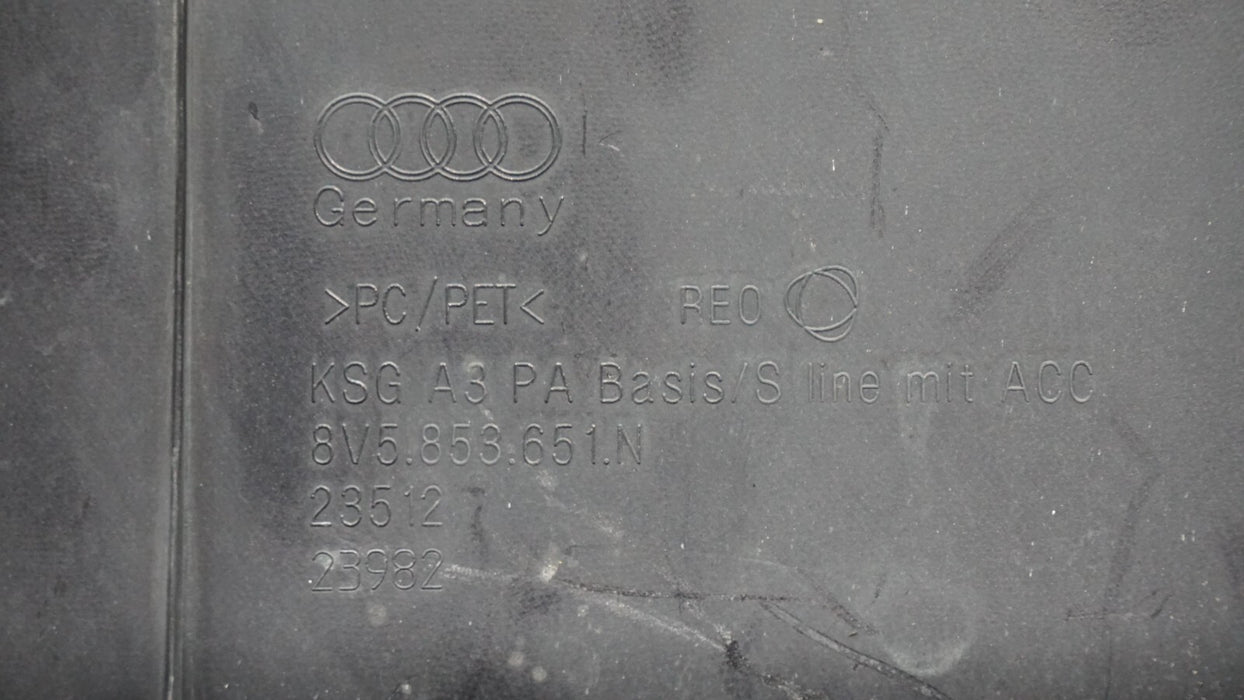 Germany
>PC/PET< REO
KSG A3 PA Basis/S line mit ACC
8V5.853.651.N
23512
23982